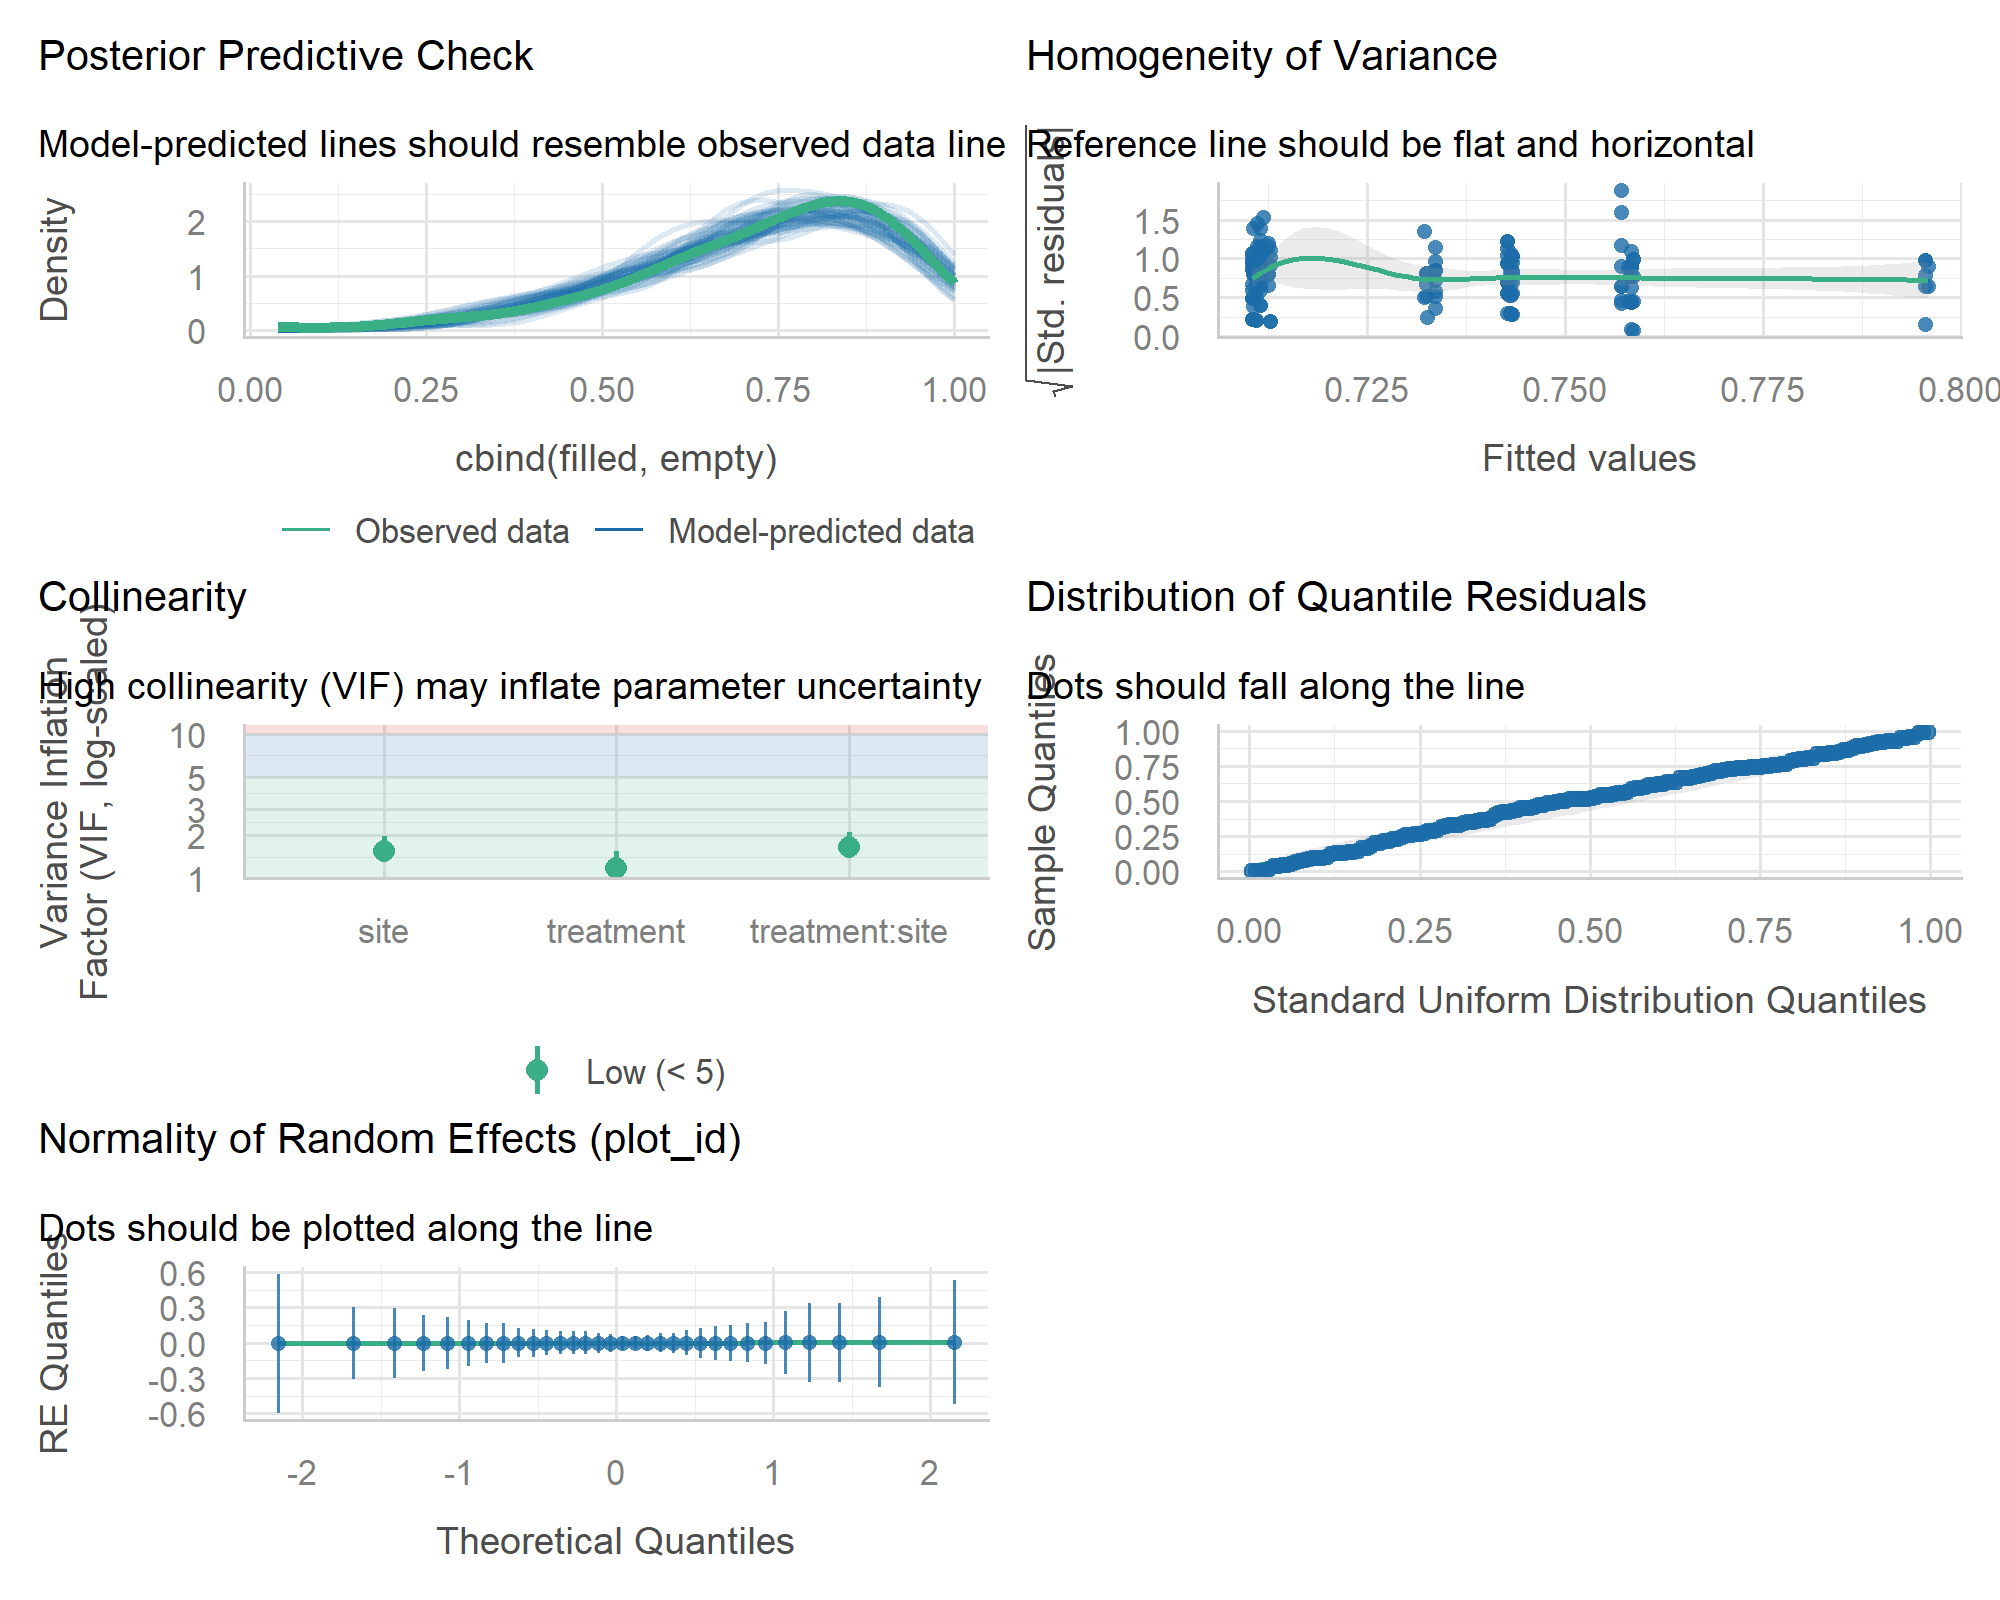 Posterior Predictive Check
Model-predicted lines should resemble observed data line
Density
2
1
0
0.00 0.25 0.50 0.75 1.00
cbind(filled, empty)
Observed data Model-predicted data
Homogeneity of Variance
Reference line should be flat and horizontal
√|Std. residuals|
1.5
1.0
0.5
0.0
0.725 0.750 0.775 0.800
Fitted values
Collinearity
High collinearity (VIF) may inflate parameter uncertainty
Variance Inflation
Factor (VIF, log-scaled)
10
5
3
2
1
site treatment treatment:site
Low (< 5)
Distribution of Quantile Residuals
Dots should fall along the line
Sample Quantiles
1.00
0.75
0.50
0.25
0.00
0.00 0.25 0.50 0.75 1.00
Standard Uniform Distribution Quantiles
Normality of Random Effects (plot_id)
Dots should be plotted along the line
RE Quantiles
0.6
0.3
0.0
-0.3
-0.6
-2 -1 0 1 2
Theoretical Quantiles